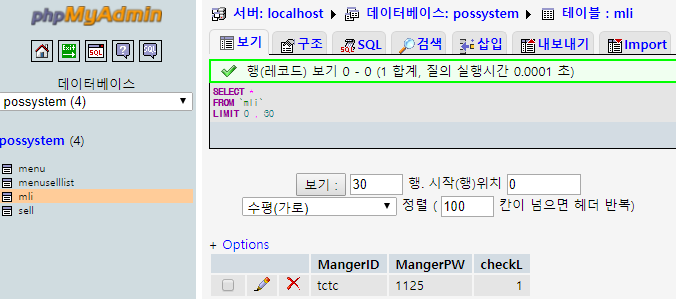 phpMyAdmin
SQL
데이터베이스
possystem (4)
possystem (4)
menu
menuselllist
mli
sell
서버: localhost ▶ 데이터베이스: possystem ▶ 테이블 : mli
보기 구조 SQL 검색 삽입 내보내기 Import
행(레코드) 보기 0 - 0 (1 합계, 질의 실행시간 0.0001 초)
SELECT *
FROM `mli`
LIMIT 0 , 30
보기 : 30 행. 시작(행)위치 0
수평(가로) 정렬 ( 100 칸이 넘으면 헤더 반복)
+ Options
MangerID MangerPW checkL
tctc 1125 1